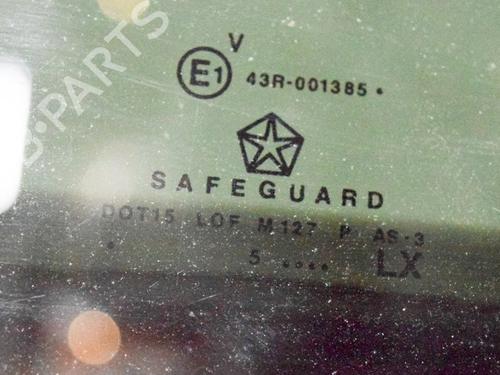 V
E1 43R-001385 •
SAFEGUARD
DOT15 LOF M127 P AS-3
• 5 .... LX
B-PARTS